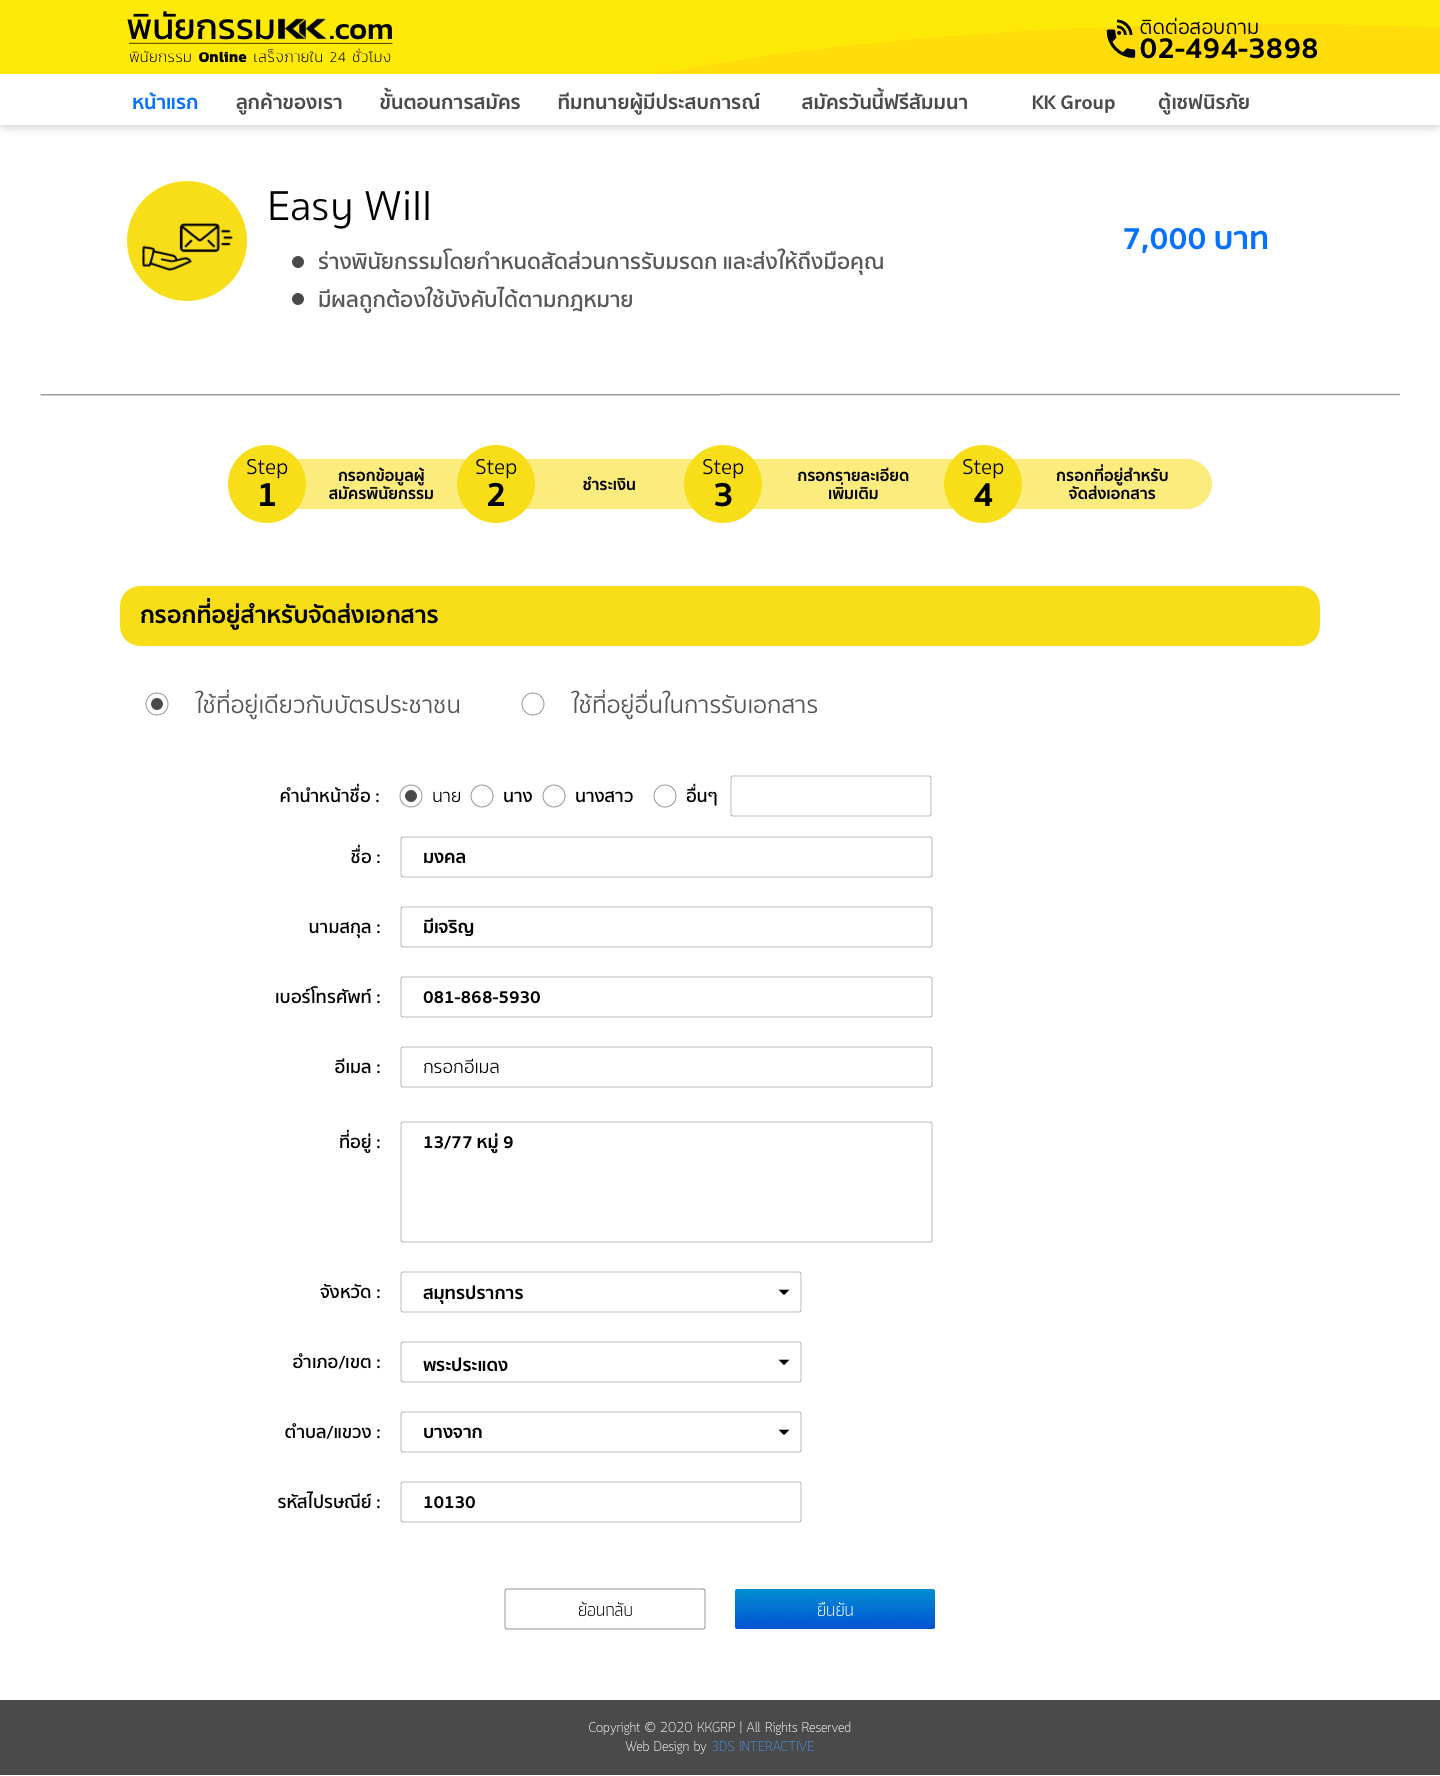 พินัยกรรมKK.com
พินัยกรรม Online เสร็จภายใน 24 ชั่วโมง
ติดต่อสอบถาม
02-494-3898
หน้าแรก ลูกค้าของเรา ขั้นตอนการสมัคร ทีมทนายผู้มีประสบการณ์ สมัครวันนี้ฟรีสัมมนา KK Group ตู้เซฟนิรภัย
Easy Will
ร่างพินัยกรรมโดยกำหนดสัดส่วนการรับมรดก และส่งให้ถึงมือคุณ
มีผลถูกต้องใช้บังคับได้ตามกฎหมาย
7,000 บาท
Step 1
กรอกข้อมูลผู้
สมัครพินัยกรรม
Step 2
ชำระเงิน
Step 3
กรอกรายละเอียด
เพิ่มเติม
Step 4
กรอกที่อยู่สำหรับ
จัดส่งเอกสาร
กรอกที่อยู่สำหรับจัดส่งเอกสาร
ใช้ที่อยู่เดียวกับบัตรประชาชน ใช้ที่อยู่อื่นในการรับเอกสาร
คำนำหน้าชื่อ : นาย นาง นางสาว อื่นๆ
ชื่อ : มงคล
นามสกุล : มีเจริญ
เบอร์โทรศัพท์ : 081-868-5930
อีเมล : กรอกอีเมล
ที่อยู่ : 13/77 หมู่ 9
จังหวัด : สมุทรปราการ
อำเภอ/เขต : พระประแดง
ตำบล/แขวง : บางจาก
รหัสไปรษณีย์ : 10130
ย้อนกลับ ยืนยัน
Copyright © 2020 KKGRP | All Rights Reserved
Web Design by 3DS INTERACTIVE